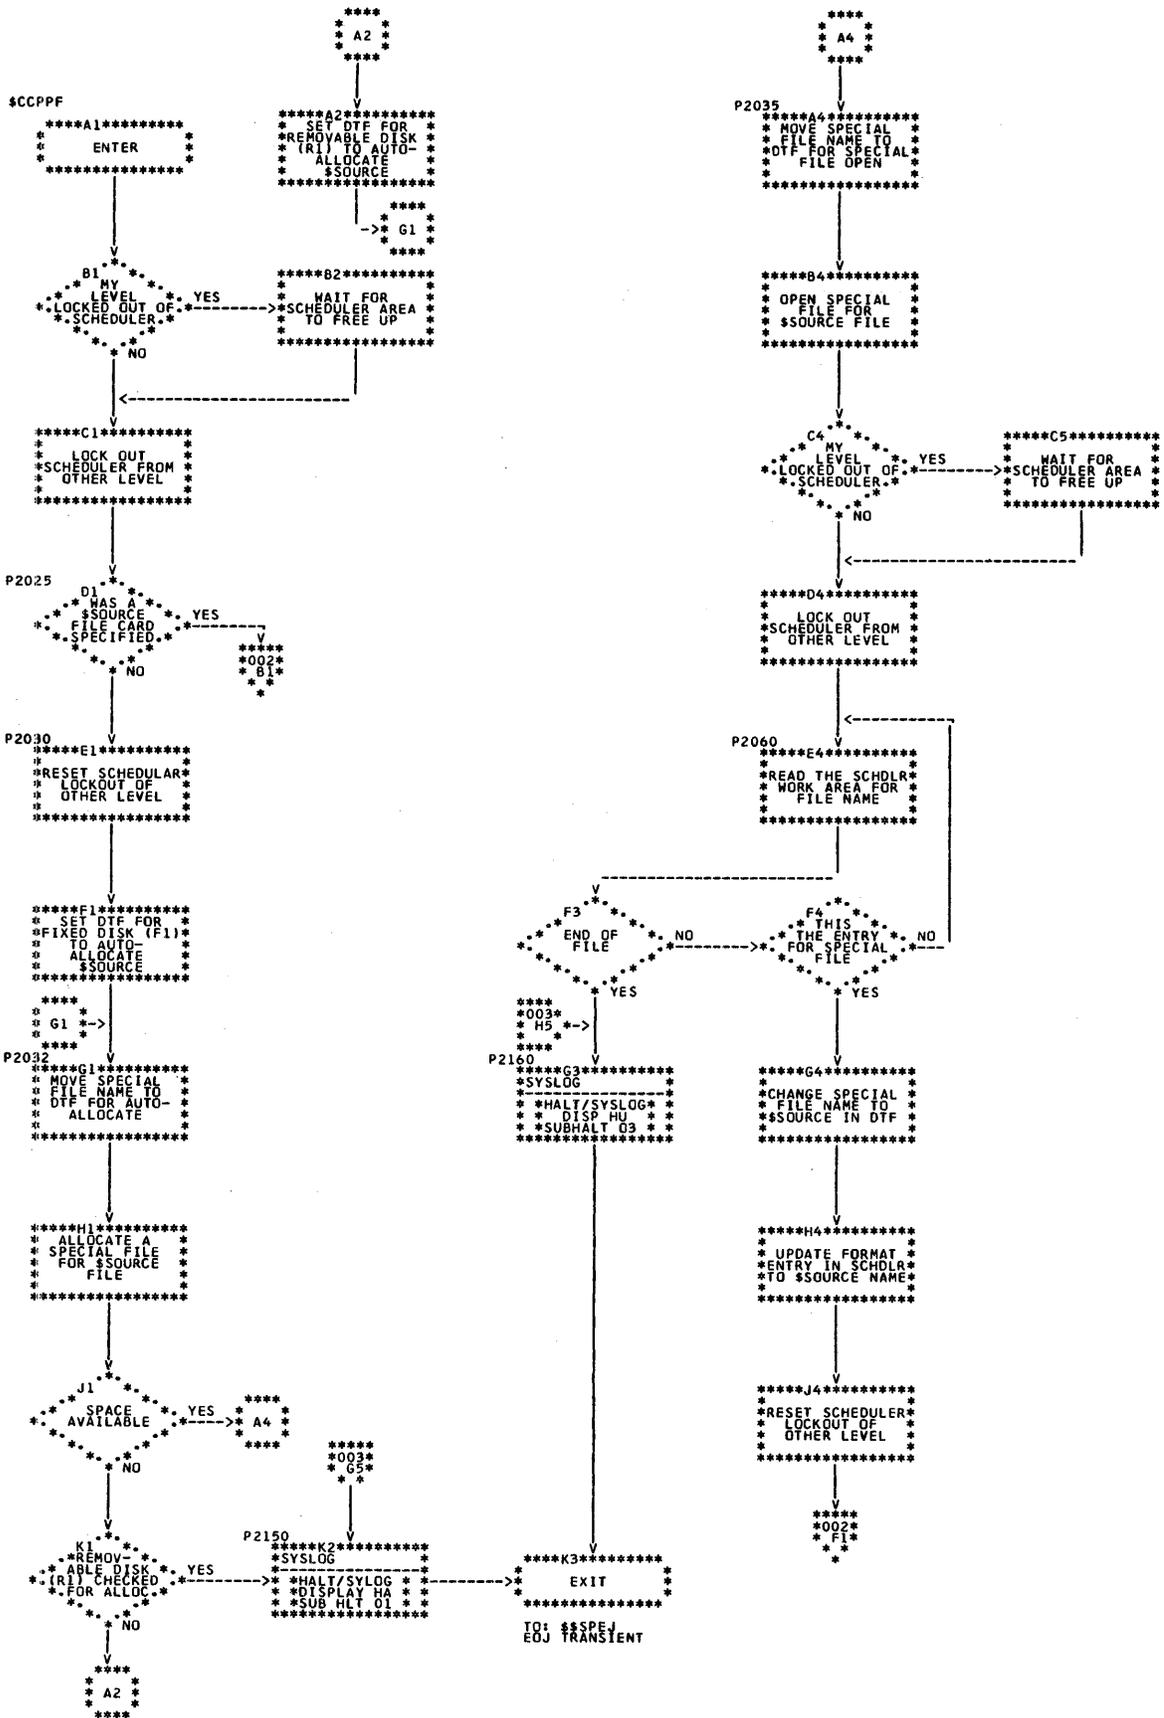 A2
A4
$CCPPF
A1
ENTER
A2
SET DTF FOR
REMOVABLE DISK
(R1) TO AUTO-
ALLOCATE
$SOURCE
P2035
A4
MOVE SPECIAL
FILE NAME TO
DTF FOR SPECIAL
FILE OPEN
G1
B1
MY
LEVEL
LOCKED OUT OF
SCHEDULER
YES
NO
B2
WAIT FOR
SCHEDULER AREA
TO FREE UP
B4
OPEN SPECIAL
FILE FOR
$SOURCE FILE
C1
LOCK OUT
SCHEDULER FROM
OTHER LEVEL
C4
MY
LEVEL
LOCKED OUT OF
SCHEDULER
YES
NO
C5
WAIT FOR
SCHEDULER AREA
TO FREE UP
P2025
D1
WAS A
$SOURCE
FILE CARD
SPECIFIED
YES
NO
002
B1
D4
LOCK OUT
SCHEDULER FROM
OTHER LEVEL
P2030
E1
RESET SCHEDULAR
LOCKOUT OF
OTHER LEVEL
P2060
E4
READ THE SCHDLR
WORK AREA FOR
FILE NAME
F1
SET DTF FOR
FIXED DISK (F1)
TO AUTO-
ALLOCATE
$SOURCE
F3
END OF
FILE
NO
YES
F4
THIS
THE ENTRY
FOR SPECIAL
FILE
NO
YES
G1
003
H5
P2032
G1
MOVE SPECIAL
FILE NAME TO
DTF FOR AUTO-
ALLOCATE
P2160
G3
SYSLOG
HALT/SYSLOG
DISP HU
SUBHALT 03
G4
CHANGE SPECIAL
FILE NAME TO
$SOURCE IN DTF
H1
ALLOCATE A
SPECIAL FILE
FOR $SOURCE
FILE
H4
UPDATE FORMAT
ENTRY IN SCHDLR
TO $SOURCE NAME
J1
SPACE
AVAILABLE
YES
NO
A4
003
G5
J4
RESET SCHEDULER
LOCKOUT OF
OTHER LEVEL
002
F1
K1
REMOV-
ABLE DISK
(R1) CHECKED
FOR ALLOC
YES
NO
P2150
K2
SYSLOG
HALT/SYLOG
DISPLAY HA
SUB HLT 01
K3
EXIT
TO: $$SPEJ
EOJ TRANSIENT
A2